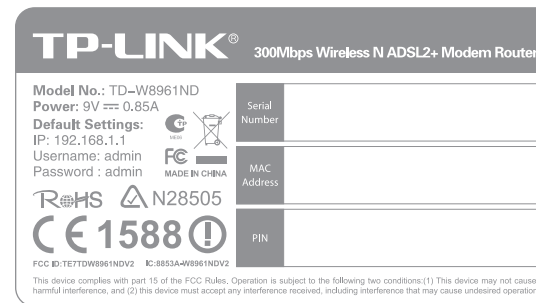 TP-LINK®
300Mbps Wireless N ADSL2+ Modem Router
Model No.: TD-W8961ND
Power: 9V ⎓ 0.85A
Default Settings:
IP: 192.168.1.1
Username: admin
Password : admin
FC
MADE IN CHINA
RoHS
N28505
CE1588
FCC ID:TE7TDW8961NDV2 IC:8853A-W8961NDV2
Serial
Number
MAC
Address
PIN
This device complies with part 15 of the FCC Rules. Operation is subject to the following two conditions:(1) This device may not cause
harmful interference, and (2) this device must accept any interference received, including interference that may cause undesired operation